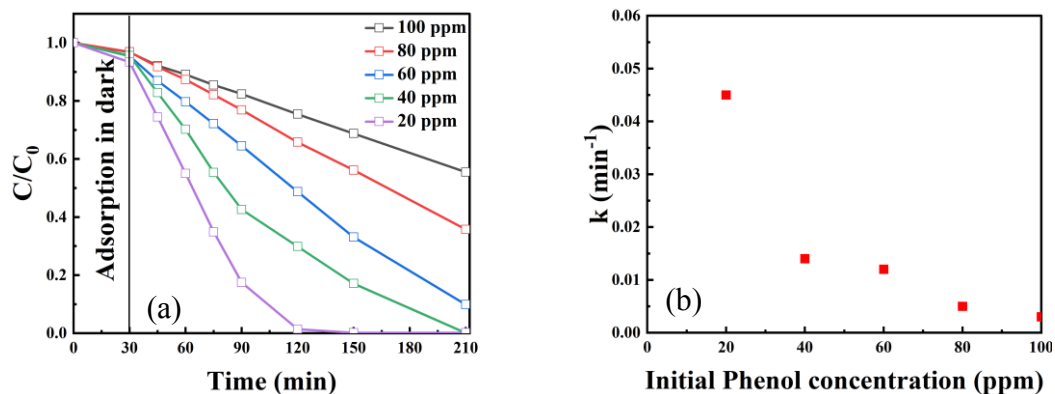 1.0
0.8
0.6
0.4
0.2
0.0
C/C0
Adsorption in dark
100 ppm
80 ppm
60 ppm
40 ppm
20 ppm
(a)
0 30 60 90 120 150 180 210
Time (min)
0.06
0.05
0.04
0.03
0.02
0.01
0.00
k (min-1)
(b)
0 20 40 60 80 100
Initial Phenol concentration (ppm)